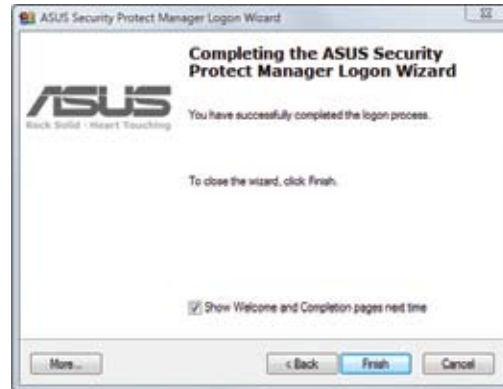 ASUS Security Protect Manager Logon Wizard
Completing the ASUS Security
Protect Manager Logon Wizard
ASUS
Rock Solid · Heart Touching
You have successfully completed the logon process.
To close the wizard, click Finish.
Show Welcome and Completion pages next time
More...
< Back
Finish
Cancel